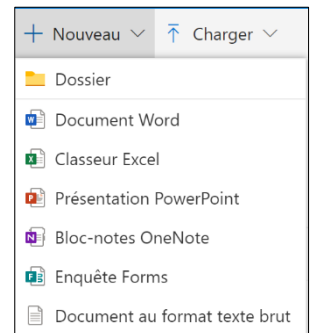 Nouveau Charger
Dossier
Document Word
Classeur Excel
Présentation PowerPoint
Bloc-notes OneNote
Enquête Forms
Document au format texte brut